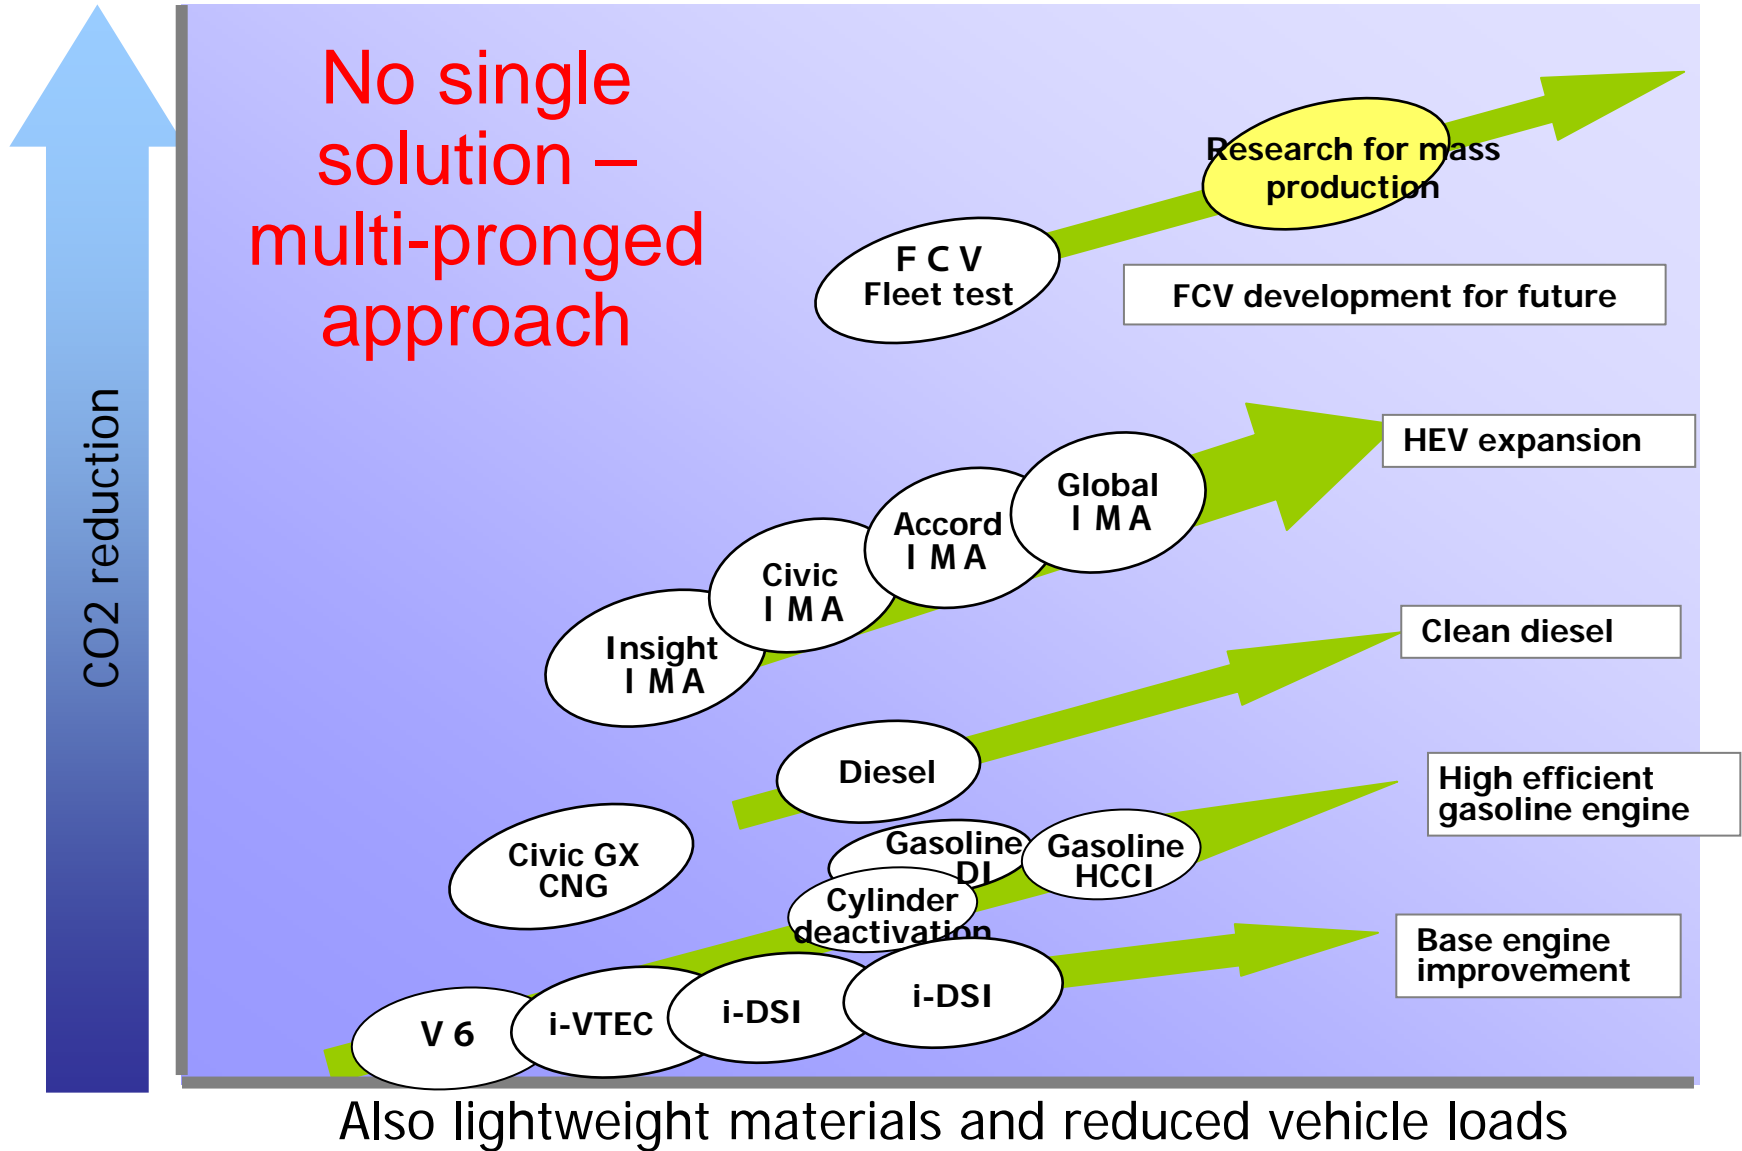 No single
solution –
multi-pronged
approach
CO2 reduction
Research for mass
production
F C V
Fleet test
FCV development for future
HEV expansion
Global
I M A
Accord
I M A
Civic
I M A
Insight
I M A
Clean diesel
Diesel
High efficient
gasoline engine
Civic GX
CNG
Gasoline
DI
Gasoline
HCCI
Cylinder
deactivation
Base engine
improvement
V 6
i-VTEC
i-DSI
i-DSI
Also lightweight materials and reduced vehicle loads